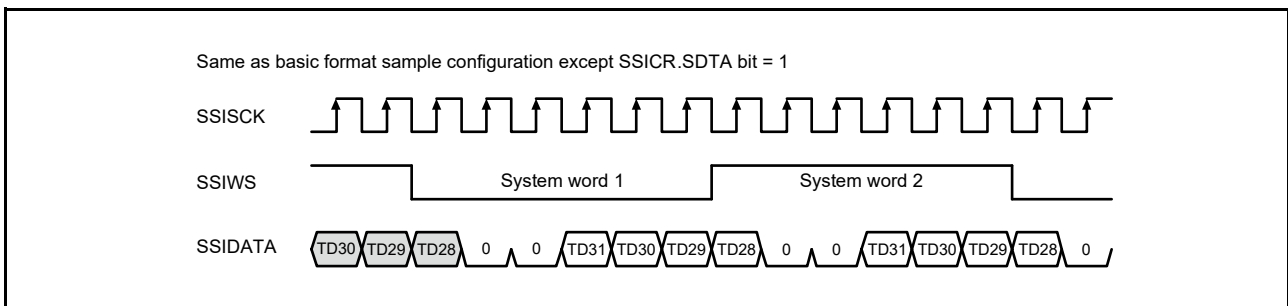 Same as basic format sample configuration except SSICR.SDTA bit = 1
SSISCK
SSIWS System word 1 System word 2
SSIDATA TD30 TD29 TD28 0 0 TD31 TD30 TD29 TD28 0 0 TD31 TD30 TD29 TD28 0